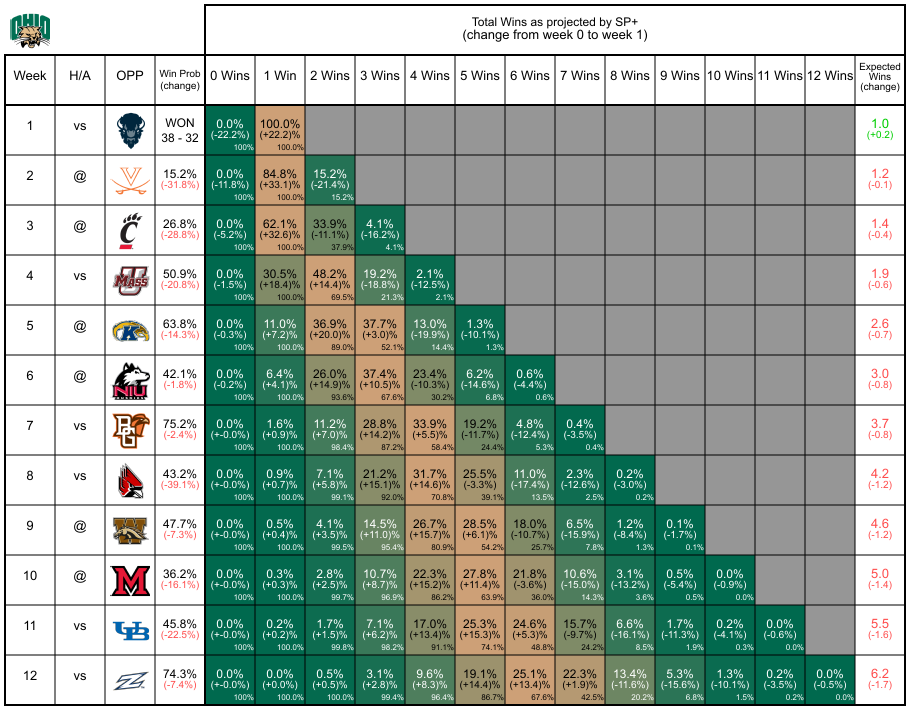 OHIO
Total Wins as projected by SP+
(change from week 0 to week 1)
Week H/A OPP Win Prob (change) 0 Wins 1 Win 2 Wins 3 Wins 4 Wins 5 Wins 6 Wins 7 Wins 8 Wins 9 Wins 10 Wins 11 Wins 12 Wins Expected Wins (change)
1 vs WON 0.0% 100.0% 1.0
38 - 32 (-22.2%) (+22.2)% (+0.2)
100% 100.0%
2 @ V 15.2% 0.0% 84.8% 15.2% 1.2
(-31.8%) (-11.8%) (+33.1)% (-21.4%) (-0.1)
100% 100.0% 15.2%
3 @ C 26.8% 0.0% 62.1% 33.9% 4.1% 1.4
(-28.8%) (-5.2%) (+32.6)% (-11.1%) (-16.2%) (-0.4)
100% 100.0% 37.9% 4.1%
4 vs U MASS 50.9% 0.0% 30.5% 48.2% 19.2% 2.1% 1.9
(-20.8%) (-1.5%) (+18.4)% (+14.4)% (-18.8%) (-12.5%) (-0.6)
100% 100.0% 69.5% 21.3% 2.1%
5 @ K 63.8% 0.0% 11.0% 36.9% 37.7% 13.0% 1.3% 2.6
(-14.3%) (-0.3%) (+7.2)% (+20.0)% (+3.0)% (-19.9%) (-10.1%) (-0.7)
100% 100.0% 89.0% 52.1% 14.4% 1.3%
6 @ NIU 42.1% 0.0% 6.4% 26.0% 37.4% 23.4% 6.2% 0.6% 3.0
(-1.8%) (-0.2%) (+4.1)% (+14.9)% (+10.5)% (-10.3%) (-14.6%) (-4.4%) (-0.8)
100% 100.0% 93.6% 67.6% 30.2% 6.8% 0.6%
7 vs BG 75.2% 0.0% 1.6% 11.2% 28.8% 33.9% 19.2% 4.8% 0.4% 3.7
(-2.4%) (+-0.0%) (+0.9)% (+7.0)% (+14.2)% (+5.5)% (-11.7%) (-12.4%) (-3.5%) (-0.8)
100% 100.0% 98.4% 87.2% 58.4% 24.4% 5.3% 0.4%
8 vs 43.2% 0.0% 0.9% 7.1% 21.2% 31.7% 25.5% 11.0% 2.3% 0.2% 4.2
(-39.1%) (+-0.0%) (+0.7)% (+5.8)% (+15.1)% (+14.6)% (-3.3%) (-17.4%) (-12.6%) (-3.0%) (-1.2)
100% 100.0% 99.1% 92.0% 70.8% 39.1% 13.5% 2.5% 0.2%
9 @ W 47.7% 0.0% 0.5% 4.1% 14.5% 26.7% 28.5% 18.0% 6.5% 1.2% 0.1% 4.6
(-7.3%) (+-0.0%) (+0.4)% (+3.5)% (+11.0)% (+15.7)% (+6.1)% (-10.7%) (-15.9%) (-8.4%) (-1.7%) (-1.2)
100% 100.0% 99.5% 95.4% 80.9% 54.2% 25.7% 7.8% 1.3% 0.1%
10 @ M 36.2% 0.0% 0.3% 2.8% 10.7% 22.3% 27.8% 21.8% 10.6% 3.1% 0.5% 0.0% 5.0
(-16.1%) (+-0.0%) (+0.3)% (+2.5)% (+8.7)% (+15.2)% (+11.4)% (-3.6%) (-15.0%) (-13.2%) (-5.4%) (-0.9%) (-1.4)
100% 100.0% 99.7% 96.9% 86.2% 63.9% 36.0% 14.3% 3.6% 0.5% 0.0%
11 vs UB 45.8% 0.0% 0.2% 1.7% 7.1% 17.0% 25.3% 24.6% 15.7% 6.6% 1.7% 0.2% 0.0% 5.5
(-22.5%) (+-0.0%) (+0.2)% (+1.5)% (+6.2)% (+13.4)% (+15.3)% (+5.3)% (-9.7%) (-16.1%) (-11.3%) (-4.1%) (-0.6%) (-1.6)
100% 100.0% 99.8% 98.2% 91.1% 74.1% 48.8% 24.2% 8.5% 1.9% 0.3% 0.0%
12 vs Z 74.3% 0.0% 0.0% 0.5% 3.1% 9.6% 19.1% 25.1% 22.3% 13.4% 5.3% 1.3% 0.2% 0.0% 6.2
(-7.4%) (+-0.0%) (+0.0)% (+0.5)% (+2.8)% (+8.3)% (+14.4)% (+13.4)% (+1.9)% (-11.6%) (-15.6%) (-10.1%) (-3.5%) (-0.5%) (-1.7)
100% 100.0% 100.0% 99.4% 96.4% 86.7% 67.6% 42.5% 20.2% 6.8% 1.5% 0.2% 0.0%